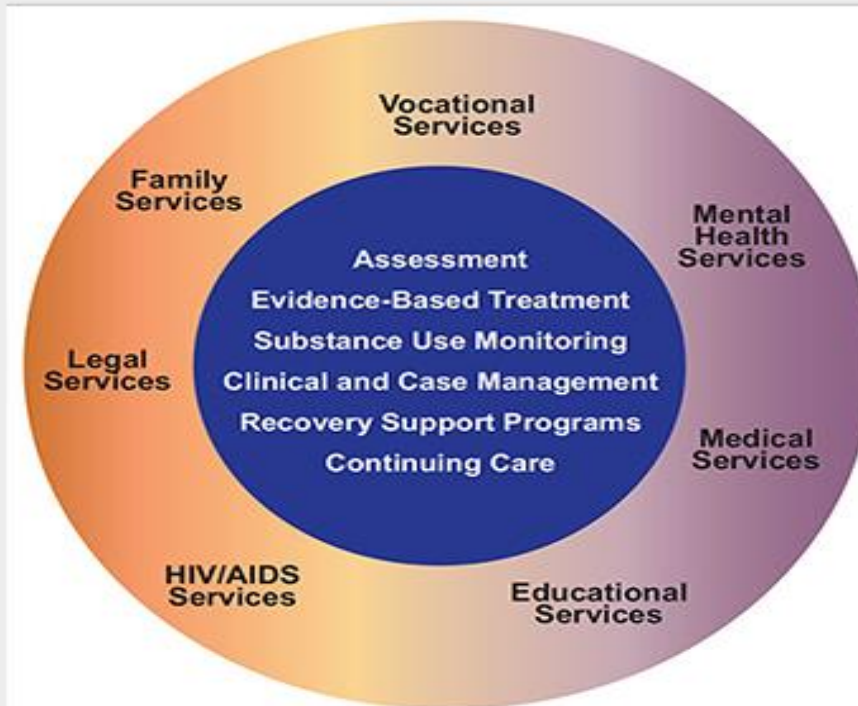 Vocational
Services
Family
Services
Mental
Health
Services
Assessment
Evidence-Based Treatment
Substance Use Monitoring
Clinical and Case Management
Recovery Support Programs
Continuing Care
Legal
Services
Medical
Services
HIV/AIDS
Services
Educational
Services